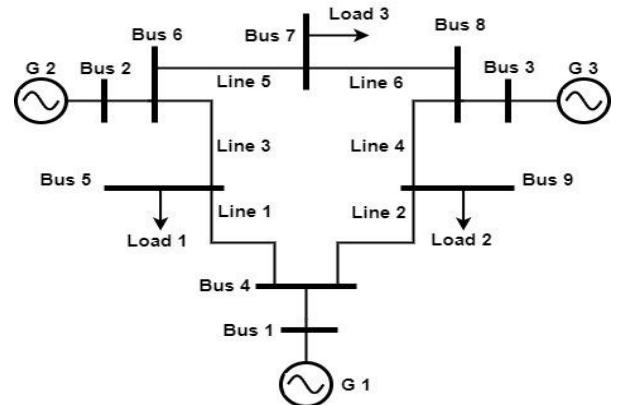 Load 3
Bus 6
Bus 7
Bus 8
G 2
Bus 2
Bus 3
G 3
Line 5
Line 6
Line 3
Line 4
Bus 5
Bus 9
Line 1
Line 2
Load 1
Load 2
Bus 4
Bus 1
G 1